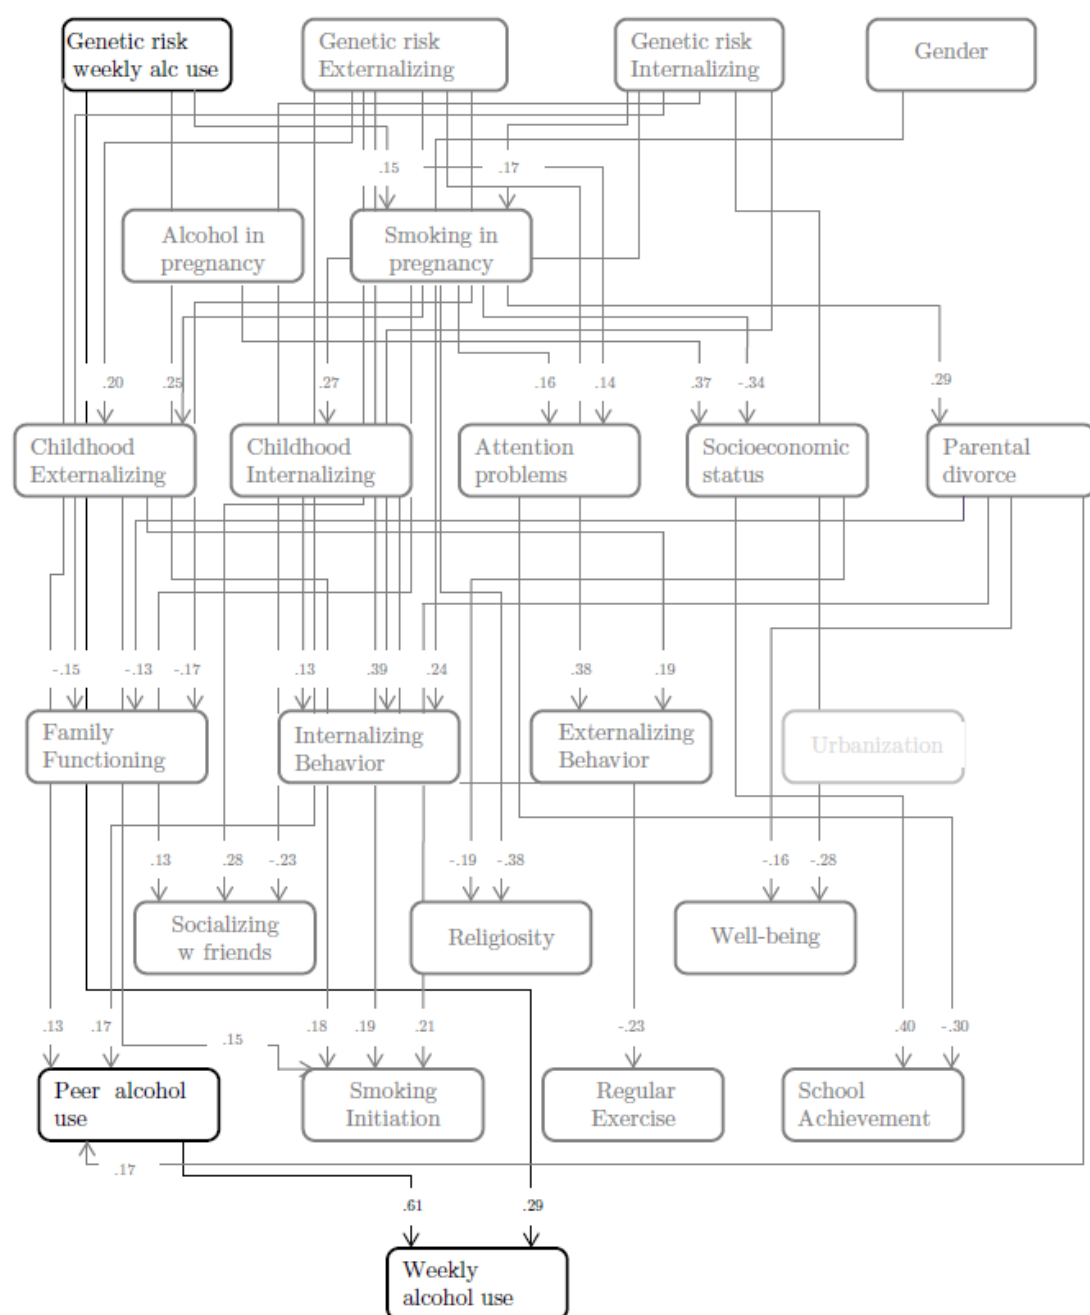 Genetic risk
weekly alc use
Genetic risk
Externalizing
Genetic risk
Internalizing
Gender
.15
.17
Alcohol in
pregnancy
Smoking in
pregnancy
.20
.25
.27
.16
.14
.37
-.34
.29
Childhood
Externalizing
Childhood
Internalizing
Attention
problems
Socioeconomic
status
Parental
divorce
-.15
-.13
-.17
.13
.39
.24
.38
.19
Family
Functioning
Internalizing
Behavior
Externalizing
Behavior
Urbanization
.13
.28
-.23
-.19
-.38
-.16
-.28
Socializing
w friends
Religiosity
Well-being
.13
.17
.15
.18
.19
.21
-.23
.40
-.30
Peer alcohol
use
Smoking
Initiation
Regular
Exercise
School
Achievement
.17
.61
.29
Weekly
alcohol use